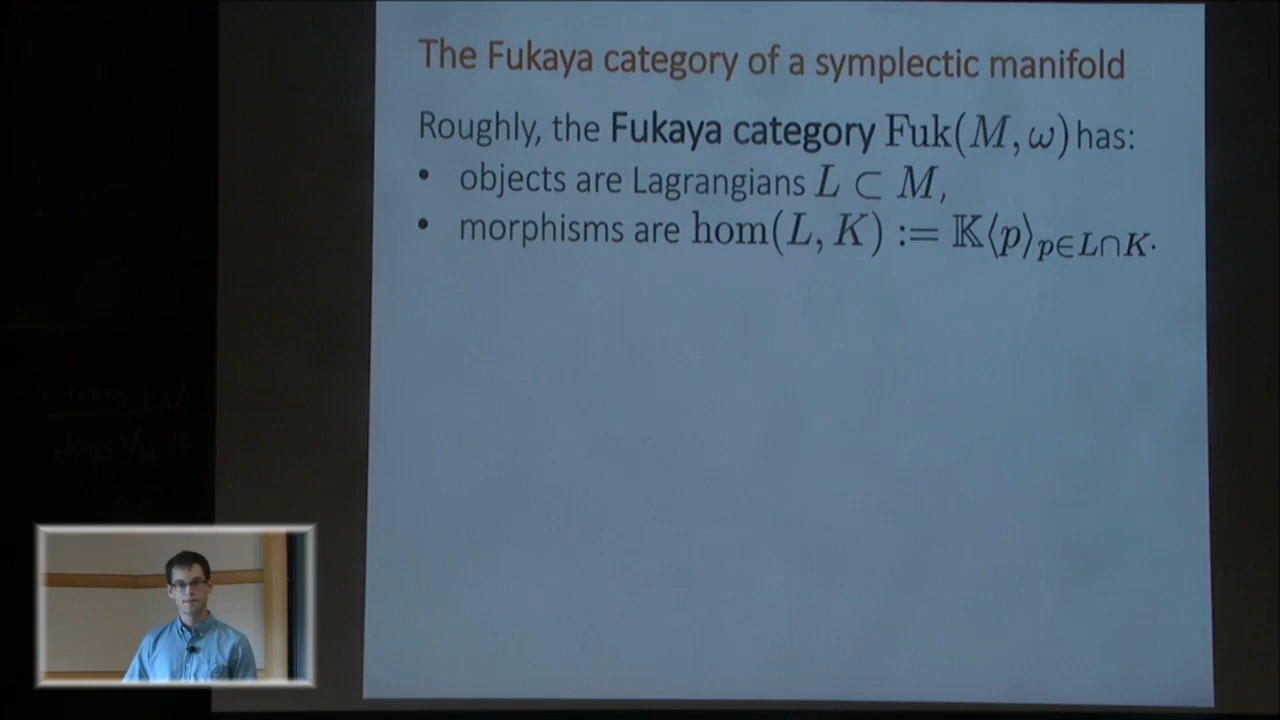 The Fukaya category of a symplectic manifold
Roughly, the Fukaya category Fuk(M, ω) has:
• objects are Lagrangians L ⊂ M,
• morphisms are hom(L, K) := 𝕂⟨p⟩_{p∈L∩K}.